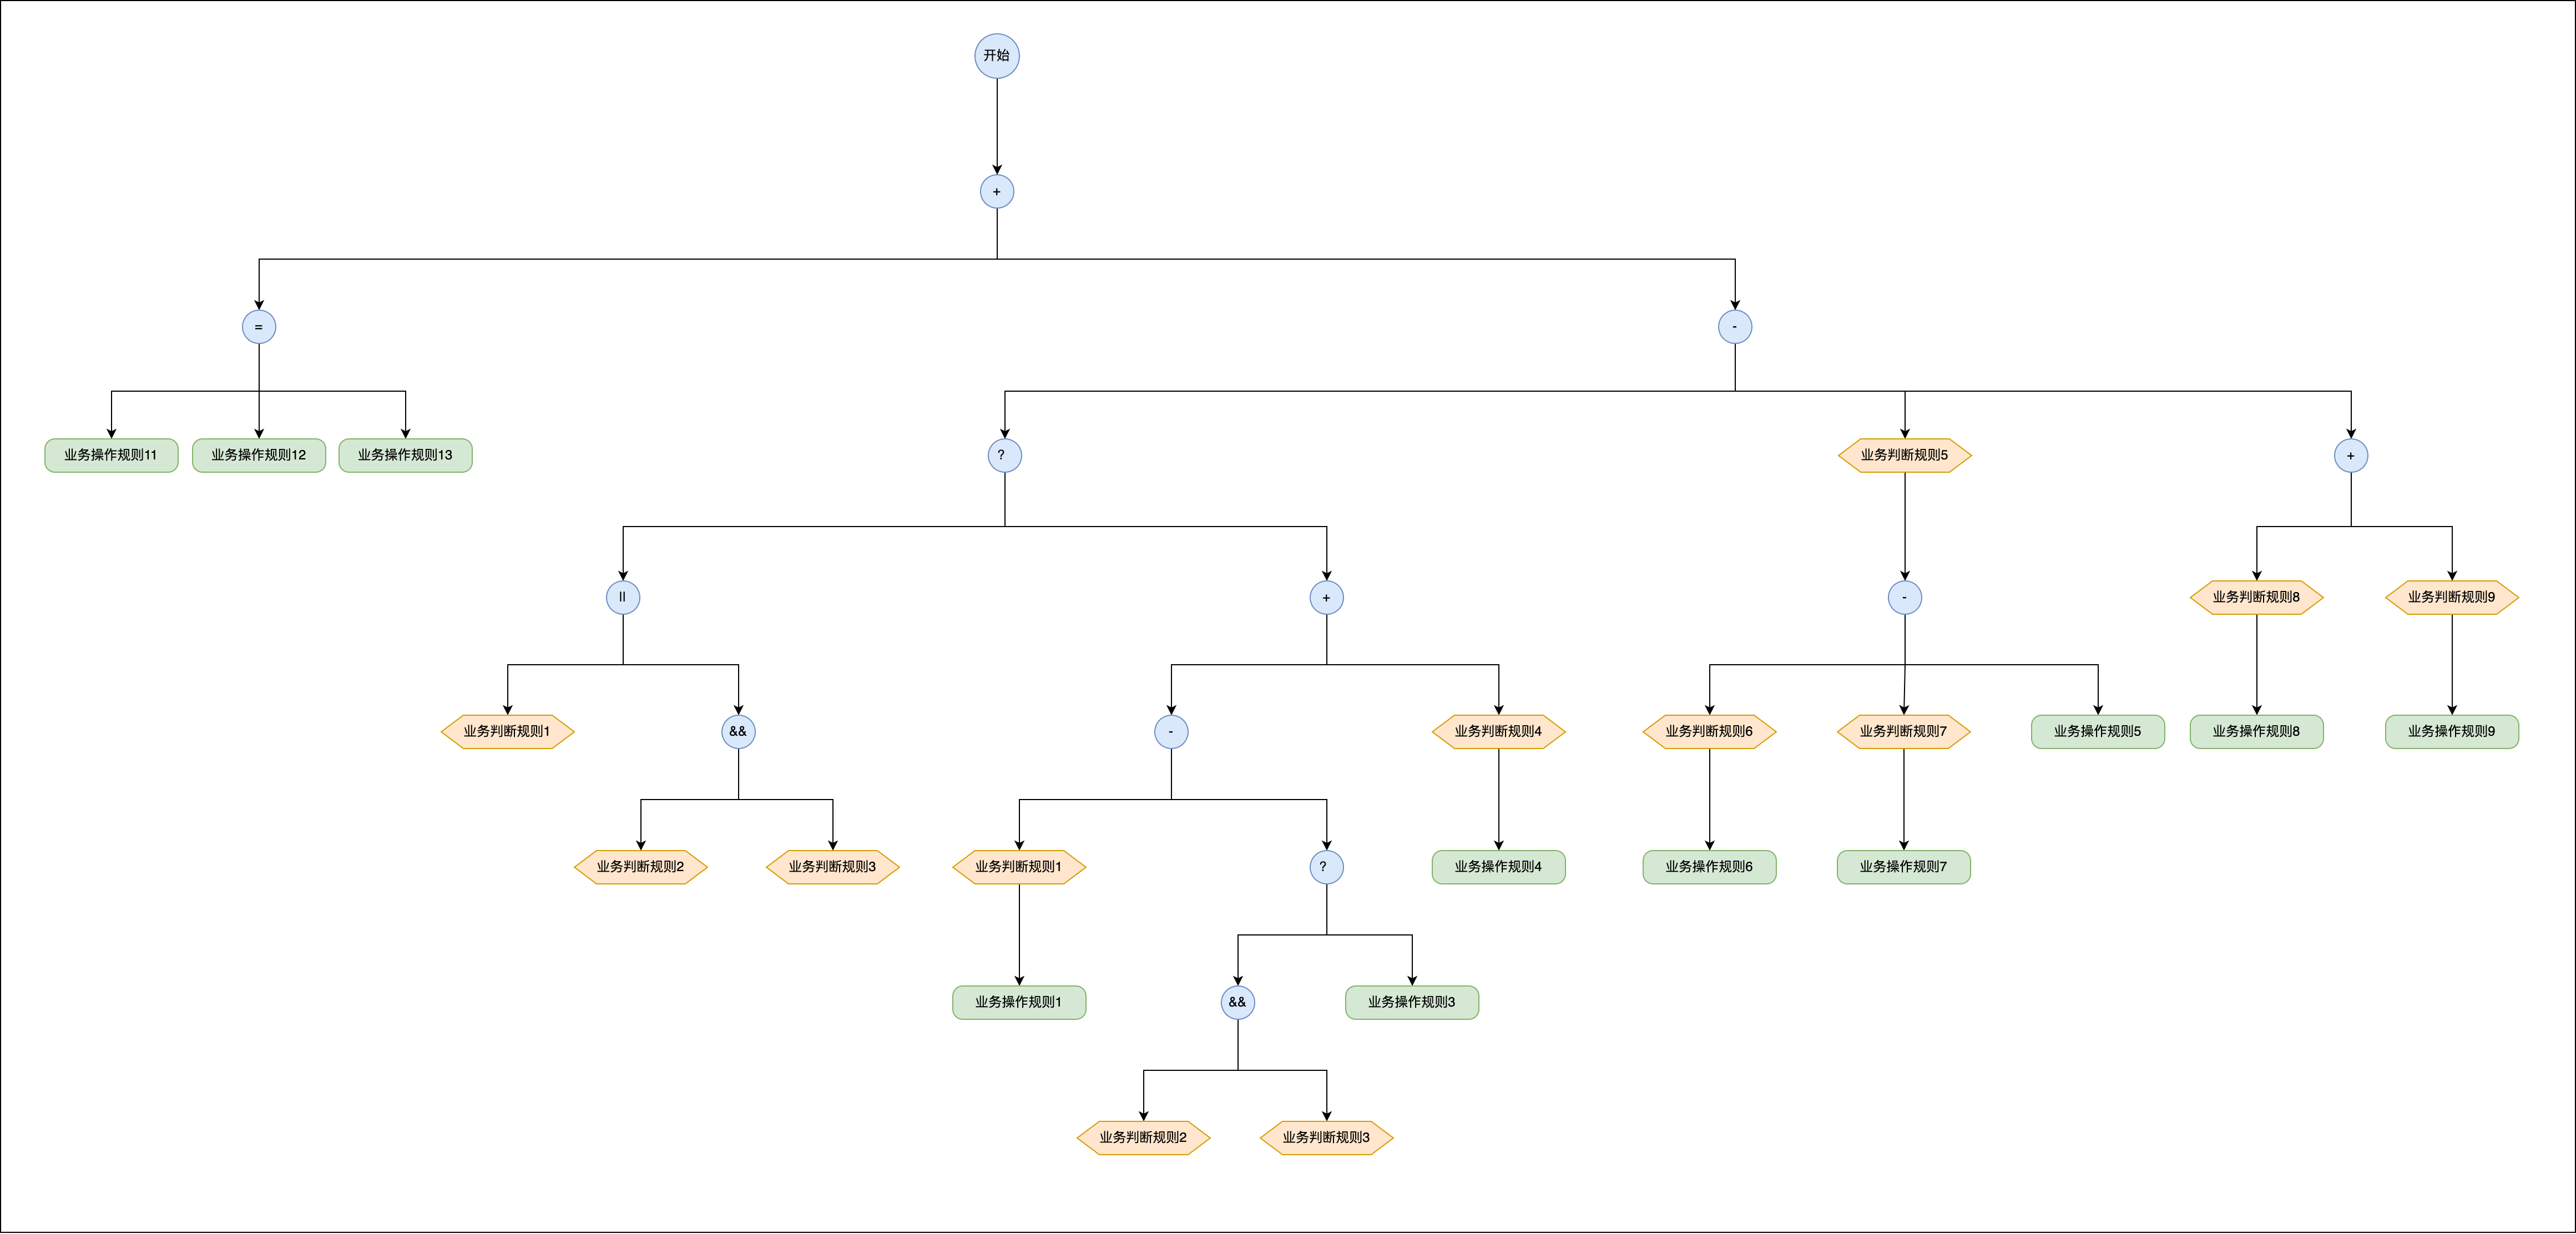 开始
+
=
-
业务操作规则11
业务操作规则12
业务操作规则13
?
业务判断规则5
+
||
+
-
业务判断规则8
业务判断规则9
业务判断规则1
&&
-
业务判断规则4
业务判断规则6
业务判断规则7
业务操作规则5
业务操作规则8
业务操作规则9
业务判断规则2
业务判断规则3
业务判断规则1
?
业务操作规则4
业务操作规则6
业务操作规则7
业务操作规则1
&&
业务操作规则3
业务判断规则2
业务判断规则3